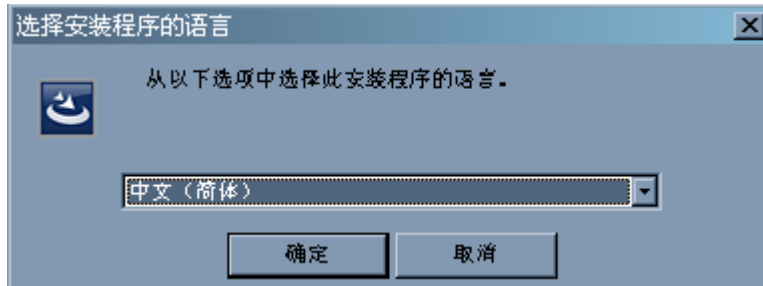 选择安装程序的语言
从以下选项中选择此安装程序的语言。
中文（简体）
确定
取消